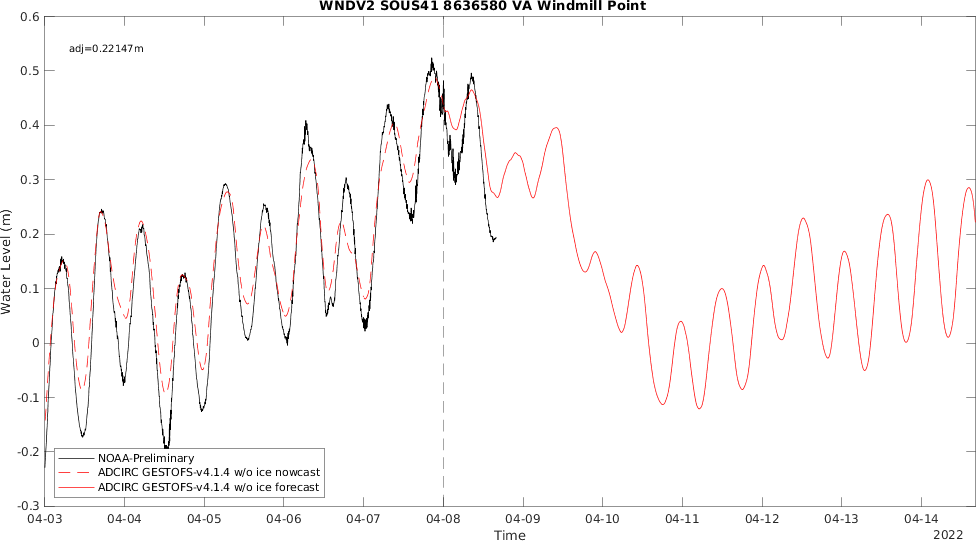 WNDV2 SOUS41 8636580 VA Windmill Point
adj=0.22147m
Water Level (m)
0.6
0.5
0.4
0.3
0.2
0.1
0
-0.1
-0.2
-0.3
NOAA-Preliminary
ADCIRC GESTOFS-v4.1.4 w/o ice nowcast
ADCIRC GESTOFS-v4.1.4 w/o ice forecast
04-03 04-04 04-05 04-06 04-07 04-08 04-09 04-10 04-11 04-12 04-13 04-14
Time
2022